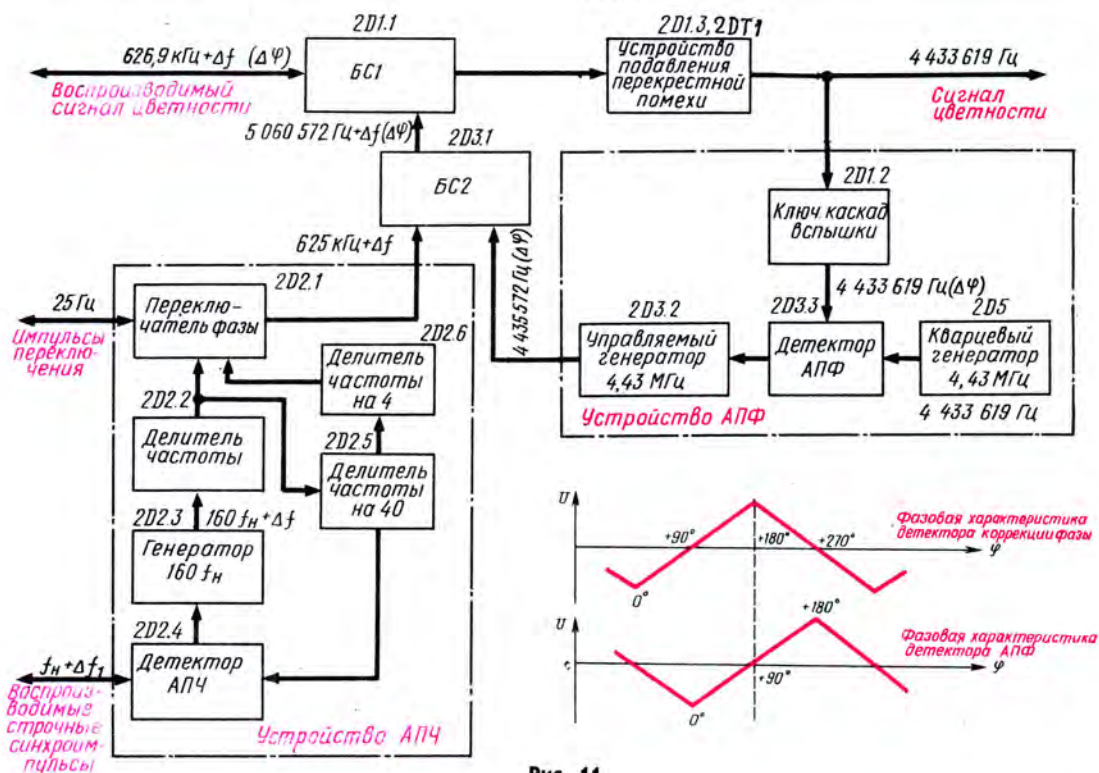 2D1.1
2D1.3, 2DT1
626,9 кГц+Δf (Δφ)
Воспроизводимый
сигнал цветности
БС1
Устройство
подавления
перекрестной
помехи
4 433 619 Гц
Сигнал
цветности
5 060 572 Гц+Δf(Δφ)
2D3.1
БС2
2D1.2
Ключ. каскад
вспышки
625 кГц+Δf
4 435 572 Гц (Δφ)
4 433 619 Гц(Δφ)
2D2.1
25 Гц
Импульсы
переключе-
чения
Переклю-
чатель фазы
2D2.6
Делитель
частоты
на 4
2D3.2
Управляемый
генератор
4,43 МГц
2D3.3
Детектор
АПФ
2D5
Кварцевый
генератор
4,43 МГц
4 433 619 Гц
Устройство АПФ
2D2.2
Делитель
частоты
2D2.5
Делитель
частоты
на 40
2D2.3
160 fн+Δf
Генератор
160 fн
2D2.4
fн+Δf1
Детектор
АПЧ
Воспроиз-
водимые
строчные
синхроим-
пульсы
Устройство АПЧ
U
+90°
+180°
+270°
0°
Фазовая характеристика
детектора коррекции фазы
φ
U
+180°
+90°
0°
Фазовая характеристика
детектора АПФ
φ
Рис. 11